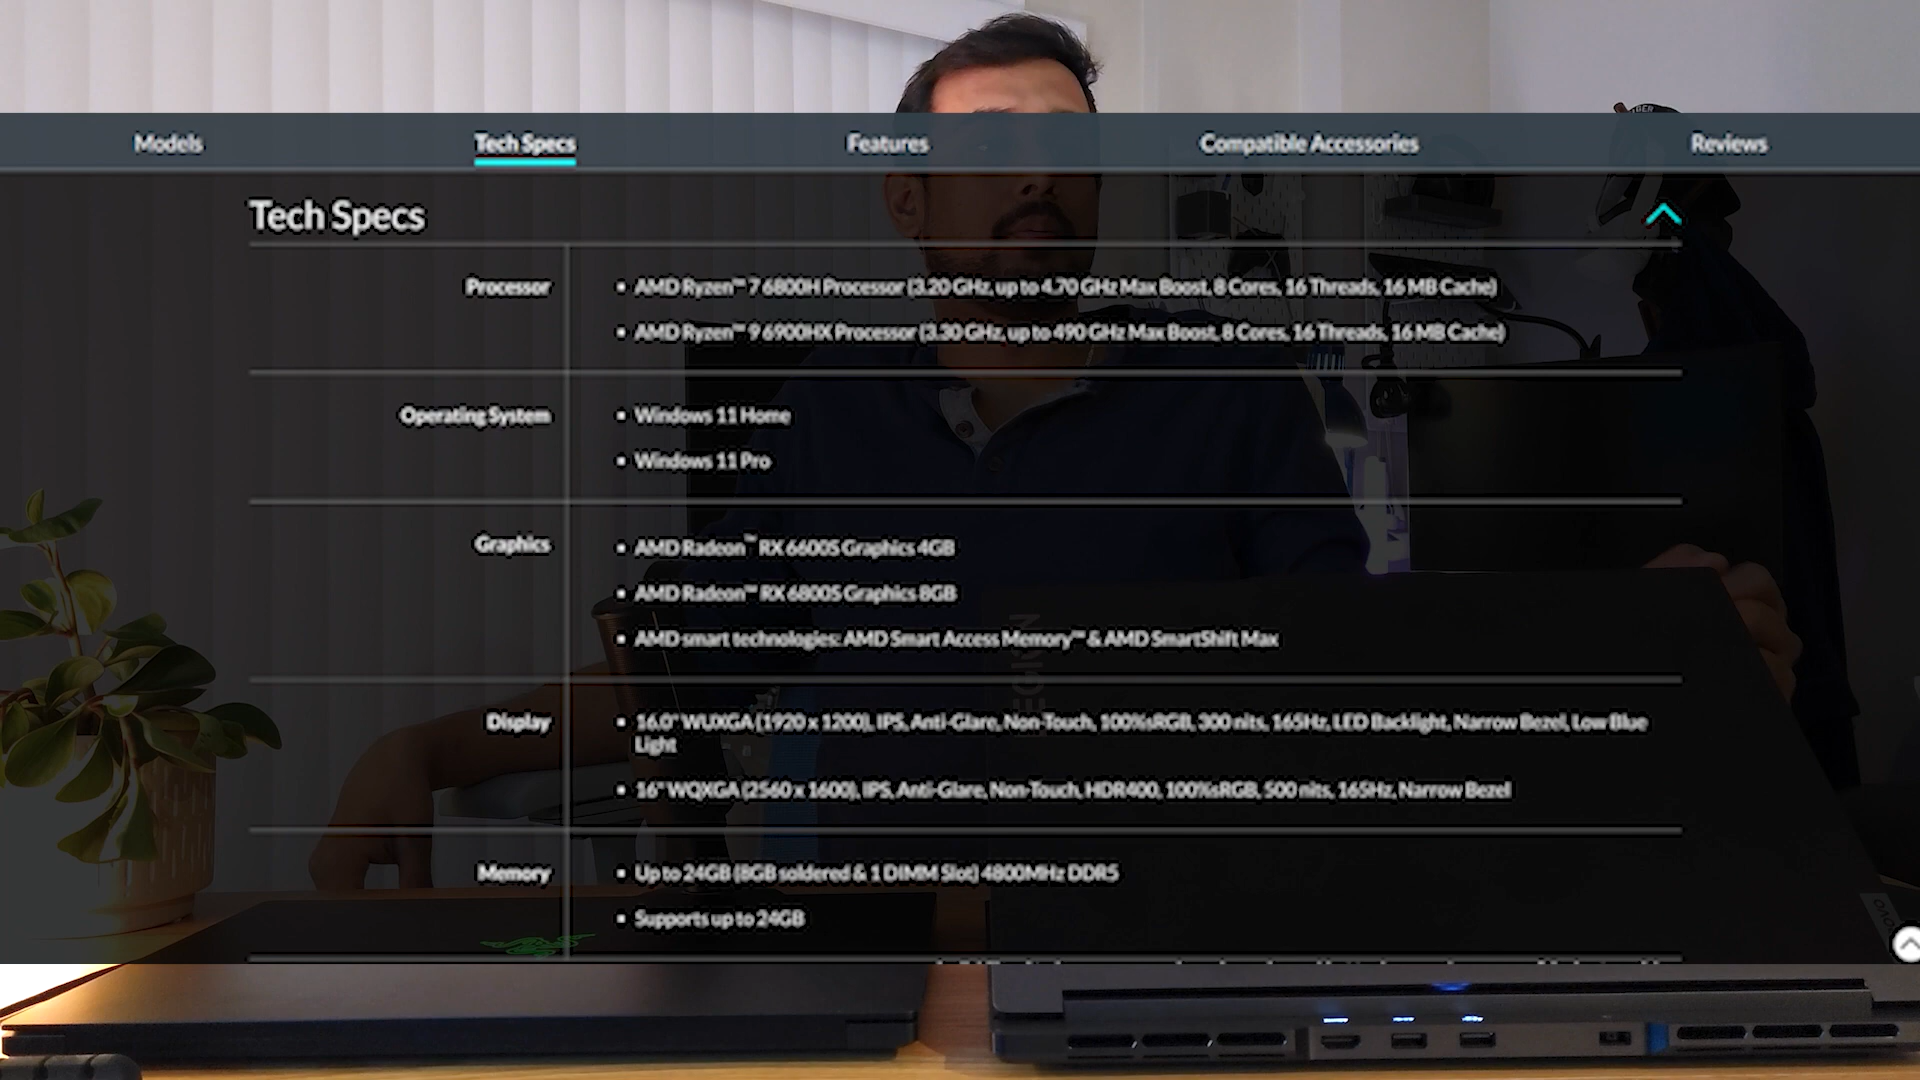 Models
Tech Specs
Features
Compatible Accessories
Reviews
Tech Specs
Processor
AMD Ryzen™ 7 6800H Processor (3.20 GHz, up to 4.70 GHz Max Boost, 8 Cores, 16 Threads, 16 MB Cache)
AMD Ryzen™ 9 6900HX Processor (3.30 GHz, up to 490 GHz Max Boost, 8 Cores, 16 Threads, 16 MB Cache)
Operating System
Windows 11 Home
Windows 11 Pro
Graphics
AMD Radeon™ RX 6600S Graphics 4GB
AMD Radeon™ RX 6800S Graphics 8GB
AMD smart technologies: AMD Smart Access Memory™ & AMD SmartShift Max
Display
16.0" WUXGA (1920 x 1200), IPS, Anti-Glare, Non-Touch, 100%sRGB, 300 nits, 165Hz, LED Backlight, Narrow Bezel, Low Blue
Light
16" WQXGA (2560 x 1600), IPS, Anti-Glare, Non-Touch, HDR400, 100%sRGB, 500 nits, 165Hz, Narrow Bezel
Memory
Up to 24GB (8GB soldered & 1 DIMM Slot) 4800MHz DDR5
Supports up to 24GB